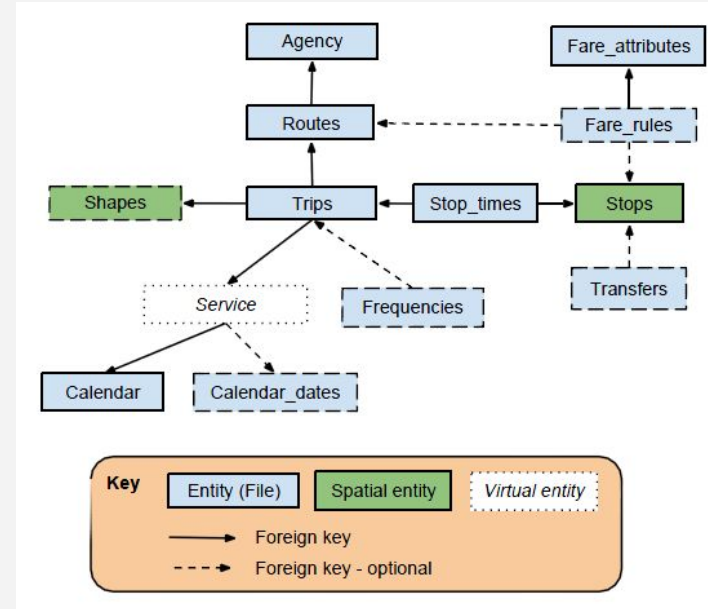 Agency
Fare_attributes
Routes
Fare_rules
Shapes
Trips
Stop_times
Stops
Service
Frequencies
Transfers
Calendar
Calendar_dates
Key
Entity (File)
Spatial entity
Virtual entity
Foreign key
Foreign key - optional